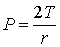 P = 2T/r